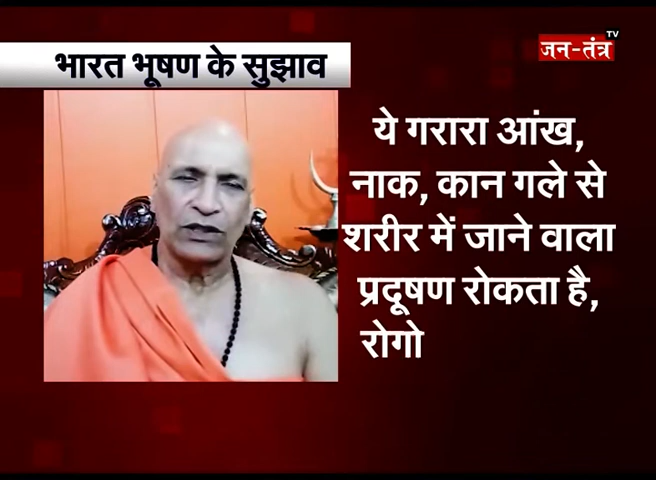 जन-तंत्र TV
भारत भूषण के सुझाव
ये गरारा आंख,
नाक, कान गले से
शरीर में जाने वाला
प्रदूषण रोकता है,
रोगो